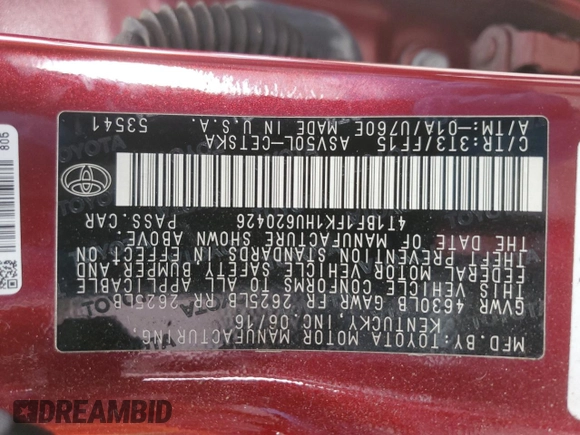 MFD.BY:TOYOTA MOTOR MANUFACTURING,
KENTUCKY, INC. 06/16
GVWR 4630LB GAWR FR 2625LB RR 2625LB
THIS VEHICLE CONFORMS TO ALL APPLICABLE
FEDERAL MOTOR VEHICLE SAFETY BUMPER, AND
THEFT PREVENTION STANDARDS IN EFFECT ON
THE DATE OF MANUFACTURE SHOWN ABOVE.
4T1BF1FK1HU620426 PASS.CAR
C/TR:3T3/FF15 ASV50L-CETSKA 53541
A/TM:-01A/U760E MADE IN U.S.A.
TOYOTA
805
DREAMBID